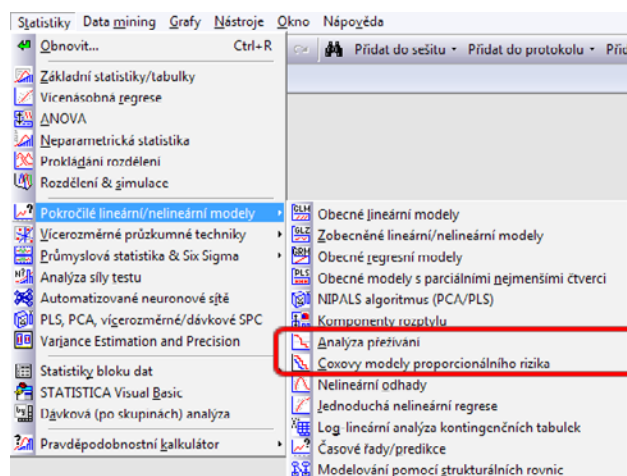 Statistiky Data mining Grafy Nástroje Okno Nápověda
Obnovit... Ctrl+R
Přidat do sešitu Přidat do protokolu
Základní statistiky/tabulky
Vícenásobná regrese
ANOVA
Neparametrická statistika
Prokládání rozdělení
Rozdělení & simulace
Pokročilé lineární/nelineární modely
Vícerozměrné průzkumné techniky
Průmyslová statistika & Six Sigma
Analýza síly testu
Automatizované neuronové sítě
PLS, PCA, vícerozměrné/dávkové SPC
Variance Estimation and Precision
Statistiky bloku dat
STATISTICA Visual Basic
Dávková (po skupinách) analýza
Pravděpodobnostní kalkulátor
Obecné lineární modely
Zobecněné lineární/nelineární modely
Obecné regresní modely
Obecné modely s parciálními nejmenšími čtverci
NIPALS algoritmus (PCA/PLS)
Komponenty rozptylu
Analýza přežívání
Coxovy modely proporcionálního rizika
Nelineární odhady
Jednoduchá nelineární regrese
Log-lineární analýza kontingenčních tabulek
Časové řady/predikce
Modelování pomocí strukturálních rovnic